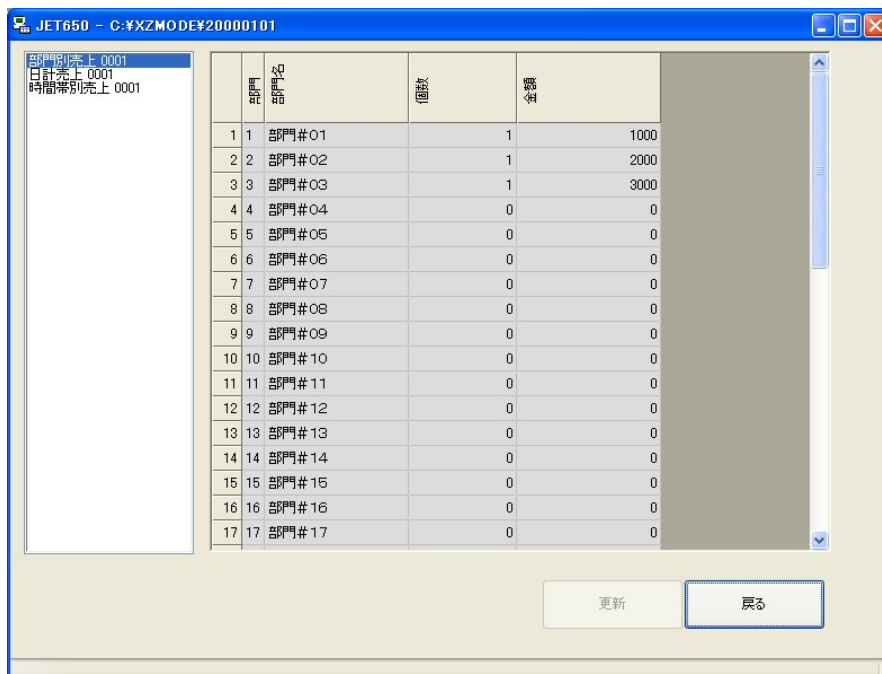 JET650 - C:¥XZMODE¥20000101
部門別売上 0001
日計売上 0001
時間帯別売上 0001
部門 部門名 個数 金額
1 1 部門#01 1 1000
2 2 部門#02 1 2000
3 3 部門#03 1 3000
4 4 部門#04 0 0
5 5 部門#05 0 0
6 6 部門#06 0 0
7 7 部門#07 0 0
8 8 部門#08 0 0
9 9 部門#09 0 0
10 10 部門#10 0 0
11 11 部門#11 0 0
12 12 部門#12 0 0
13 13 部門#13 0 0
14 14 部門#14 0 0
15 15 部門#15 0 0
16 16 部門#16 0 0
17 17 部門#17 0 0
更新 戻る